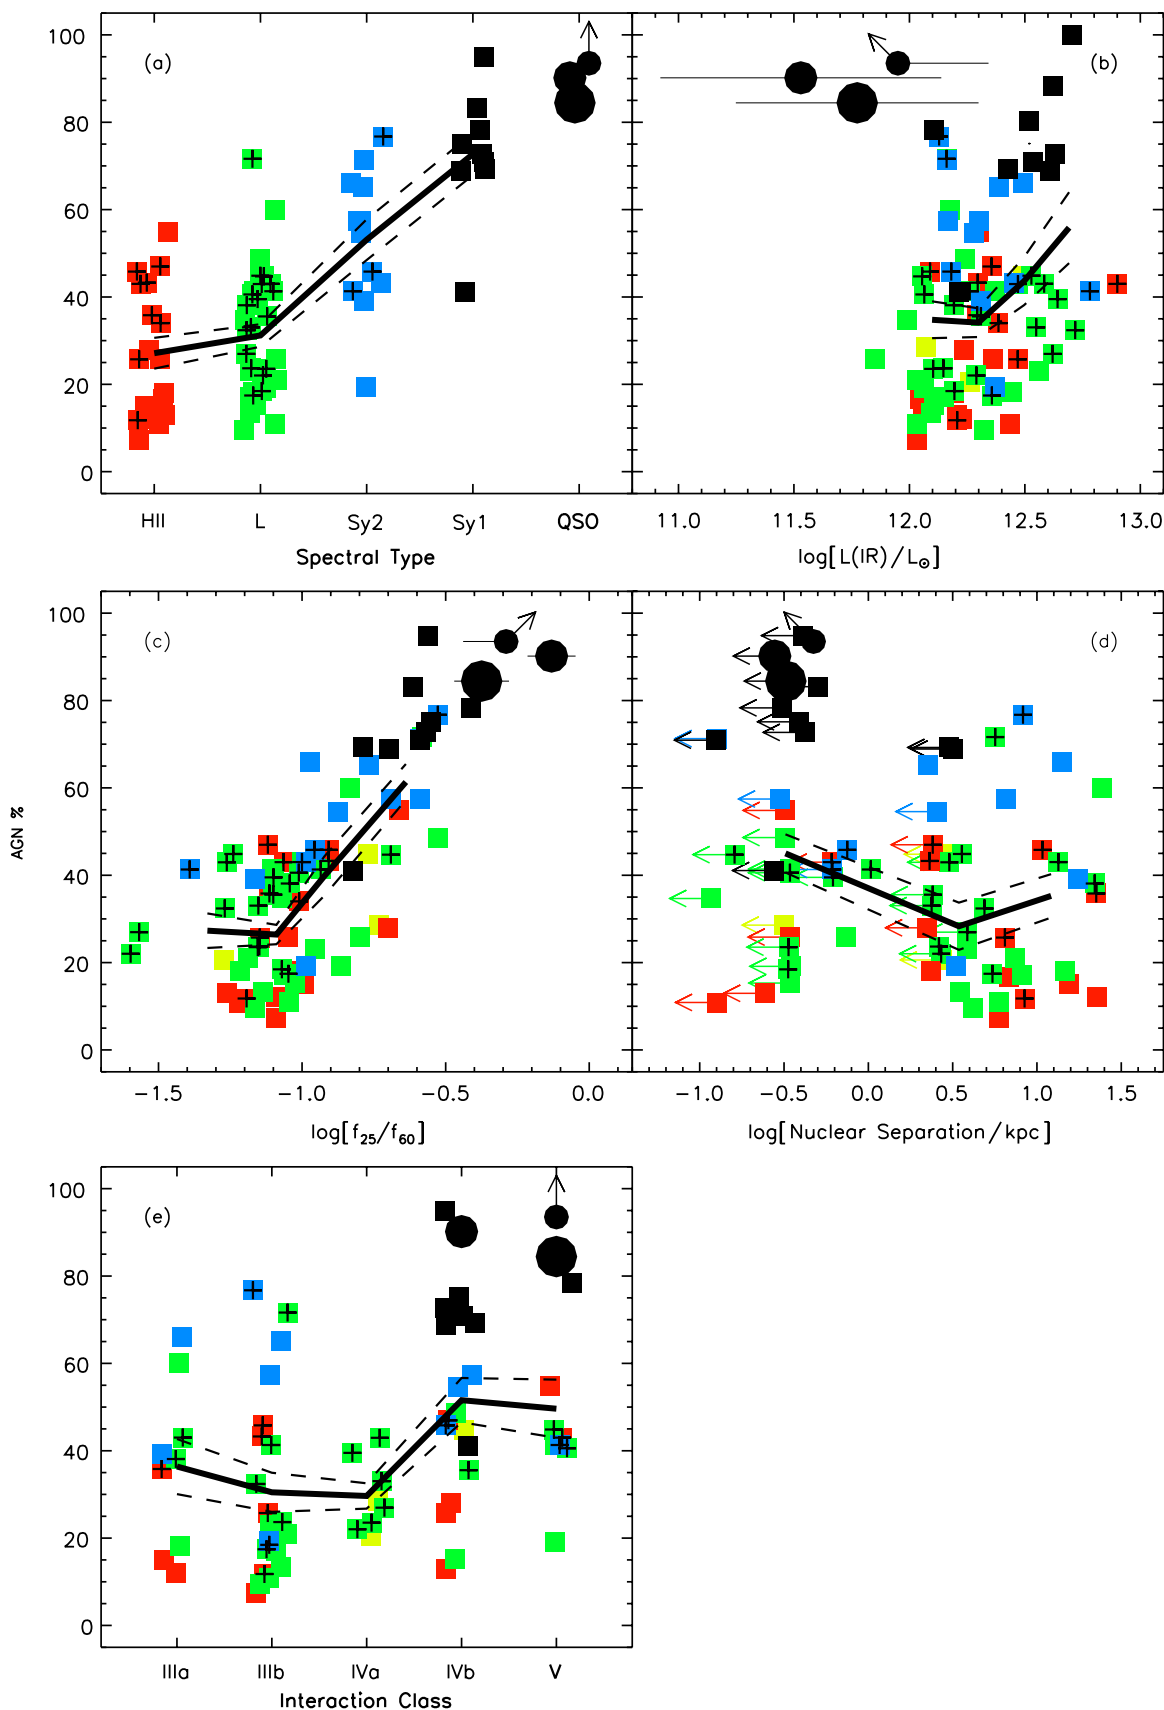 100
80
60
40
20
0
(a)
(b)
HII L Sy2 Sy1 QSO
11.0 11.5 12.0 12.5 13.0
Spectral Type
log[L(IR)/L⊙]
100
80
60
40
20
0
(c)
(d)
AGN %
−1.5 −1.0 −0.5 0.0
−1.0 −0.5 0.0 0.5 1.0 1.5
log[f25/f60]
log[Nuclear Separation/kpc]
100
80
60
40
20
0
(e)
IIIa IIIb IVa IVb V
Interaction Class